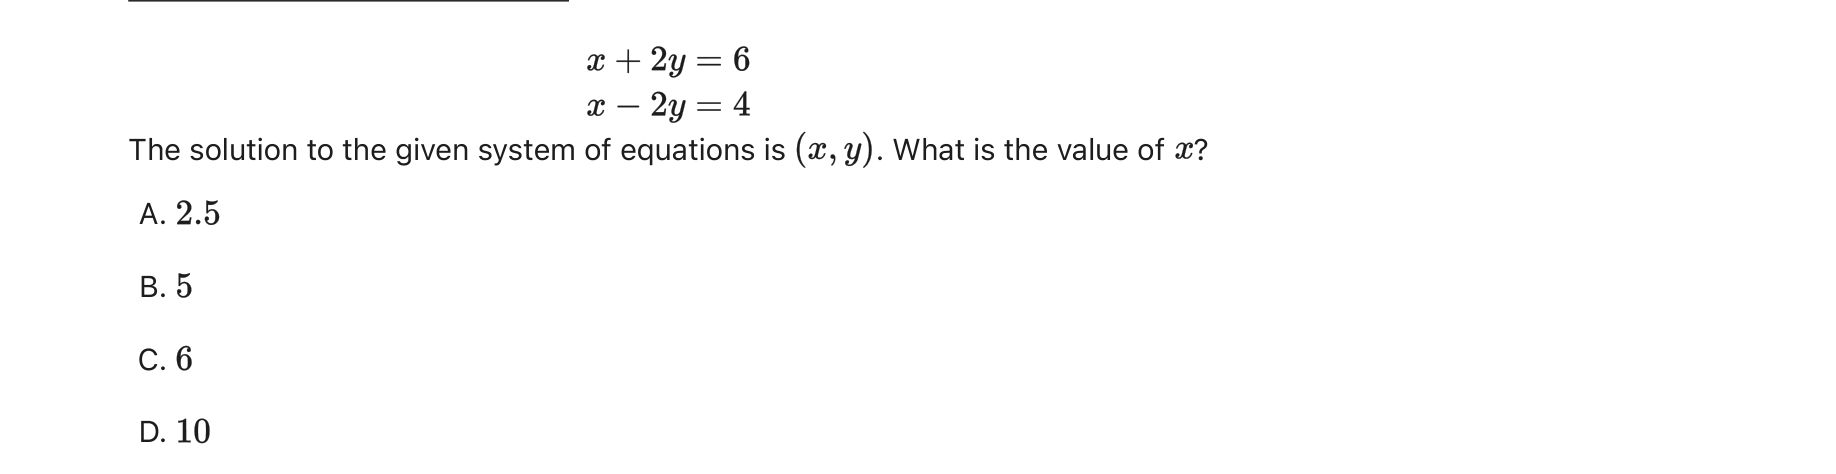 x + 2y = 6
x − 2y = 4
The solution to the given system of equations is (x, y). What is the value of x?
A. 2.5
B. 5
C. 6
D. 10